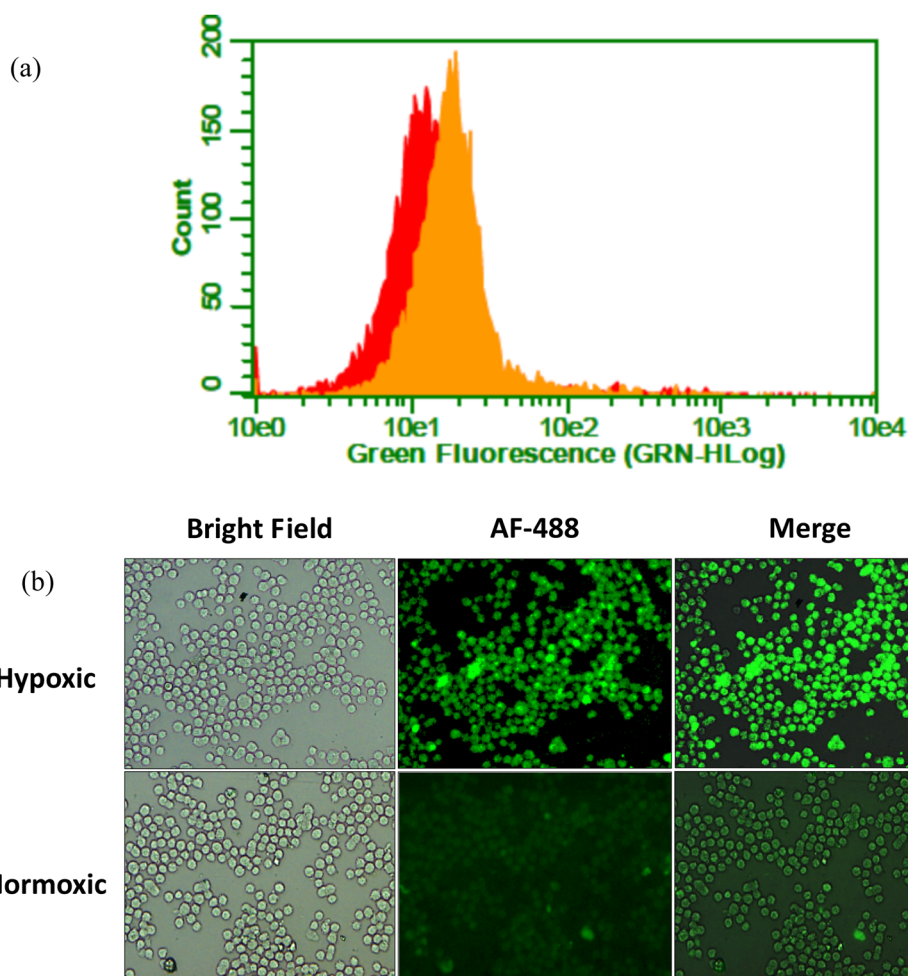 (a)
200
150
100
50
0
Count
10e0 10e1 10e2 10e3 10e4
Green Fluorescence (GRN-HLog)
Bright Field AF-488 Merge
(b)
Hypoxic
Normoxic